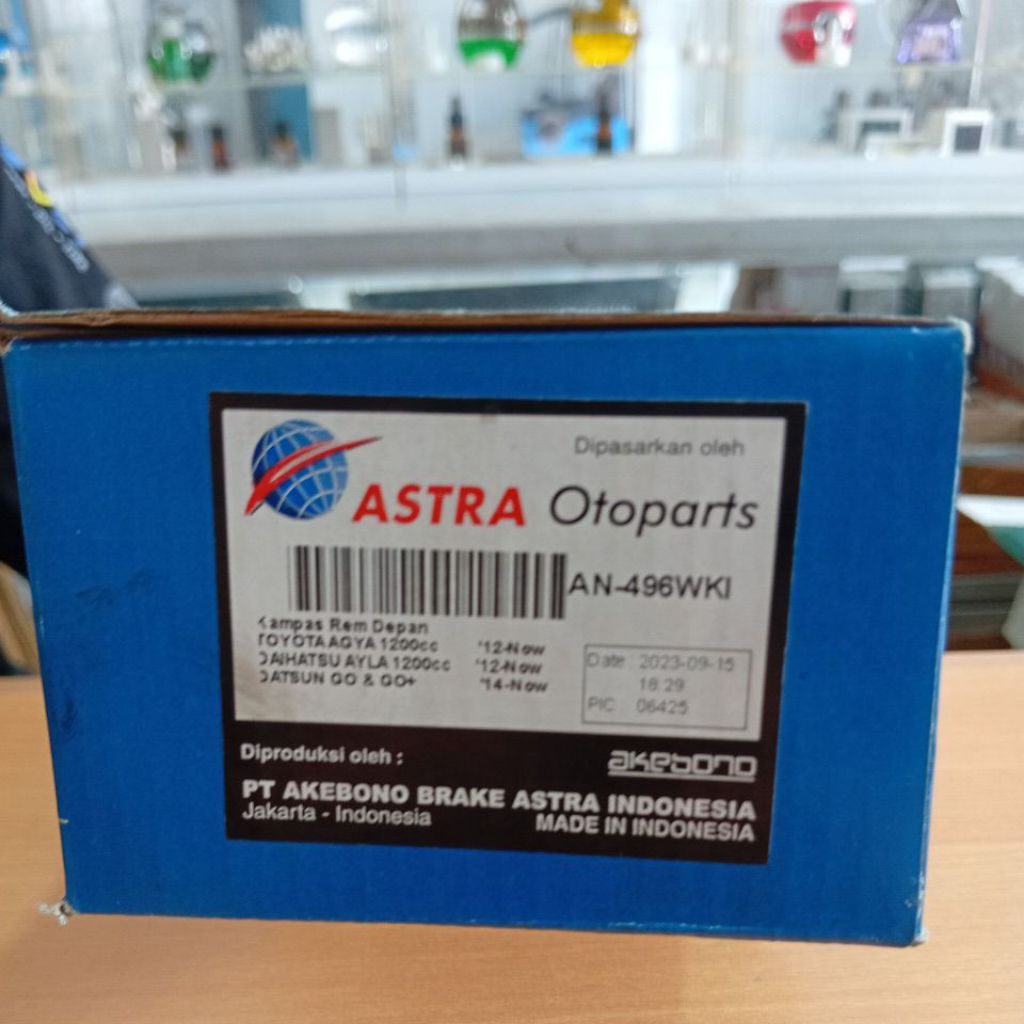 Dipasarkan oleh
ASTRA Otoparts
AN-496WKI
Kampas Rem Depan
TOYOTA AGYA 1200cc '12-Now
DAIHATSU AYLA 1200cc '12-Now
DATSUN GO & GO+ '14-Now
Date : 2023-09-15
18:29
PIC : 06425
Diproduksi oleh :
akebono
PT AKEBONO BRAKE ASTRA INDONESIA
Jakarta - Indonesia
MADE IN INDONESIA